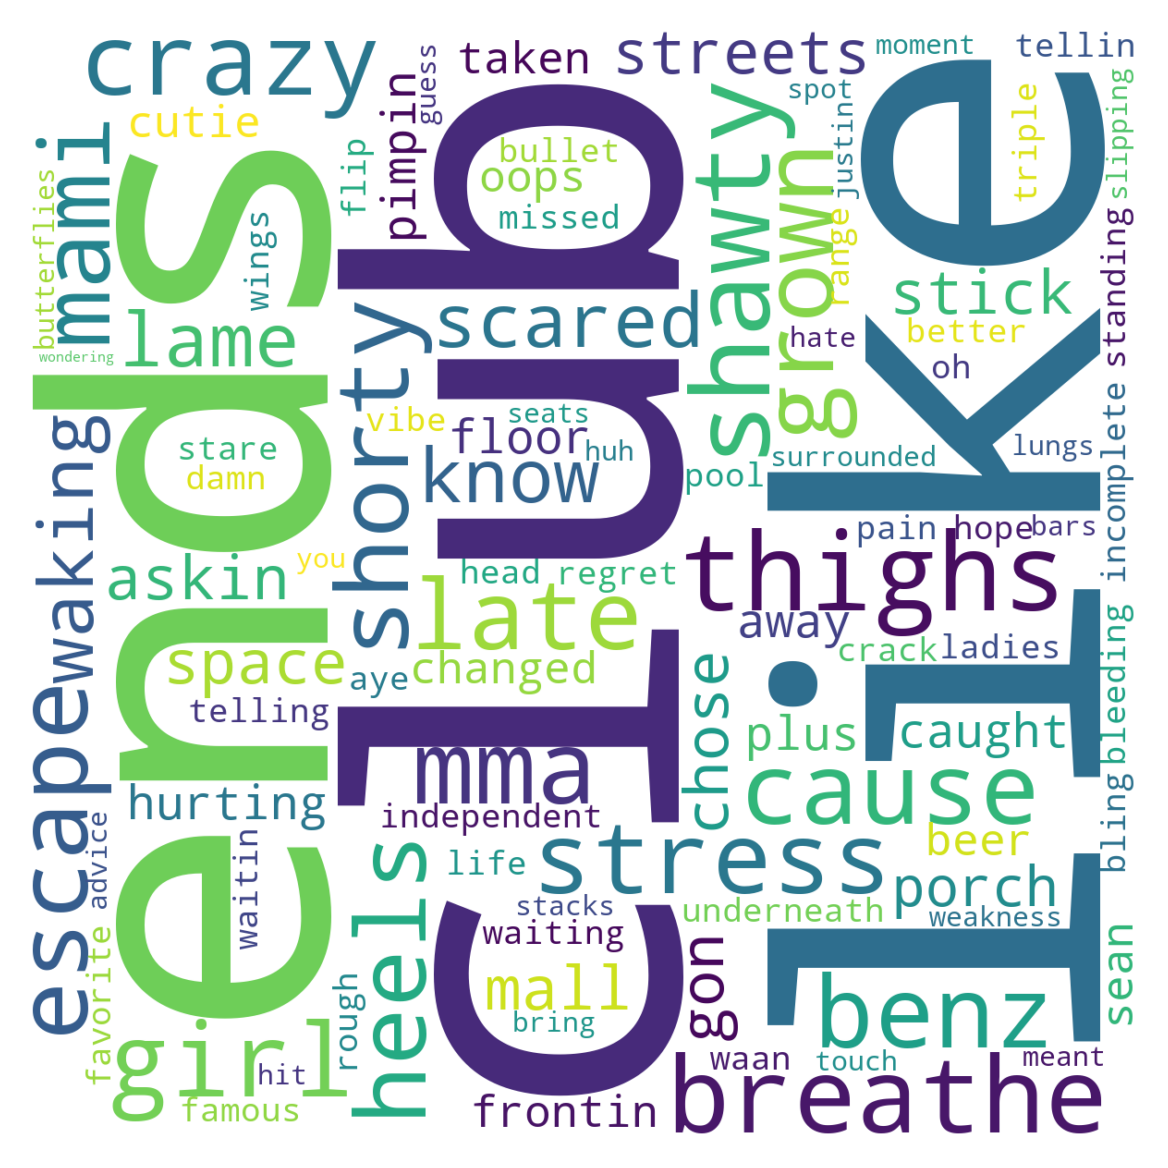 crazy
taken
streets
moment
tellin
cutie
mami
butterflies
wondering
ends
wings
lame
flip
guess
pimpin
bullet
oops
missed
club
shorty
scared
shawty
spot
justint
grown
range
hate
like
triple
slipping
standing
stick
better
oh
incomplete
lungs
waking
stare
damn
vibe
seats
floor
huh
know
pool
surrounded
pain
hope
bars
askin
you
head
regret
late
thighs
away
crack
ladies
space
telling
aye
changed
chose
plus
caught
bleeding
escape
hurting
mma
independent
cause
beer
bling
advice
waitin
heels
life
stress
porch
stacks
underneath
weakness
waiting
favorite
mall
gon
benz
sean
bring
rough
girl
hit
famous
frontin
waan
touch
meant
breathe